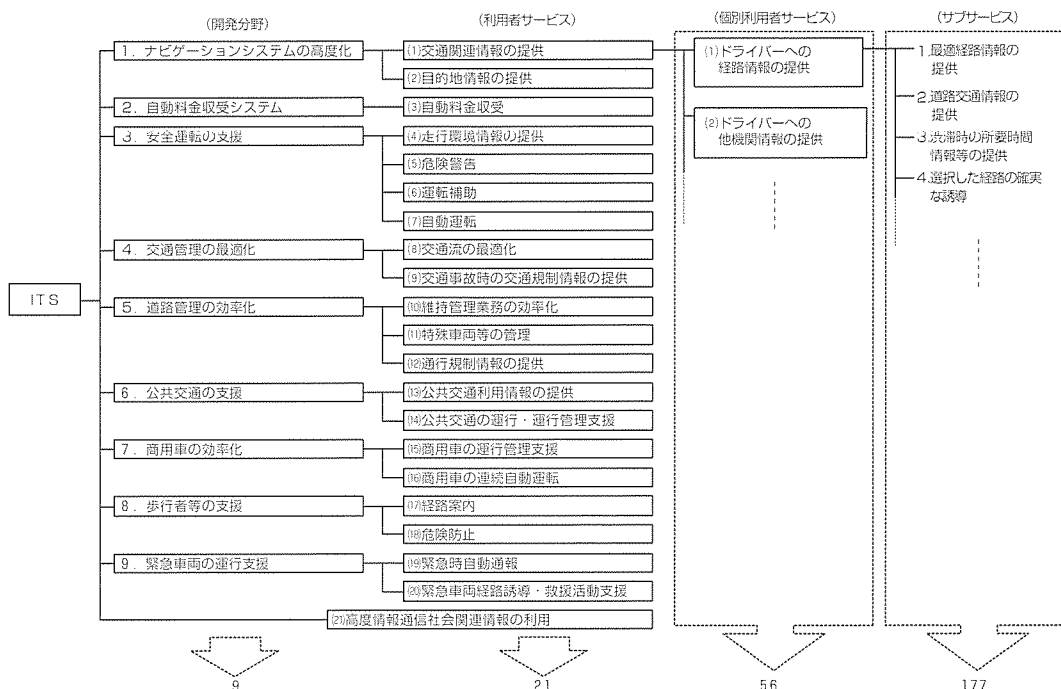 (開発分野)
(利用者サービス)
(個別利用者サービス)
(サブサービス)
ITS
1．ナビゲーションシステムの高度化
(1)交通関連情報の提供
(2)目的地情報の提供
2．自動料金収受システム
(3)自動料金収受
3．安全運転の支援
(4)走行環境情報の提供
(5)危険警告
(6)運転補助
(7)自動運転
4．交通管理の最適化
(8)交通流の最適化
(9)交通事故時の交通規制情報の提供
5．道路管理の効率化
(10)維持管理業務の効率化
(11)特殊車両等の管理
(12)通行規制情報の提供
6．公共交通の支援
(13)公共交通利用情報の提供
(14)公共交通の運行・運行管理支援
7．商用車の効率化
(15)商用車の運行管理支援
(16)商用車の連続自動運転
8．歩行者等の支援
(17)経路案内
(18)危険防止
9．緊急車両の運行支援
(19)緊急時自動通報
(20)緊急車両経路誘導・救援活動支援
(21)高度情報通信社会関連情報の利用
(1)ドライバーへの
経路情報の提供
(2)ドライバーへの
他機関情報の提供
1.最適経路情報の
提供
2.道路交通情報の
提供
3.渋滞時の所要時間
情報等の提供
4.選択した経路の確実
な誘導
9
21
56
177